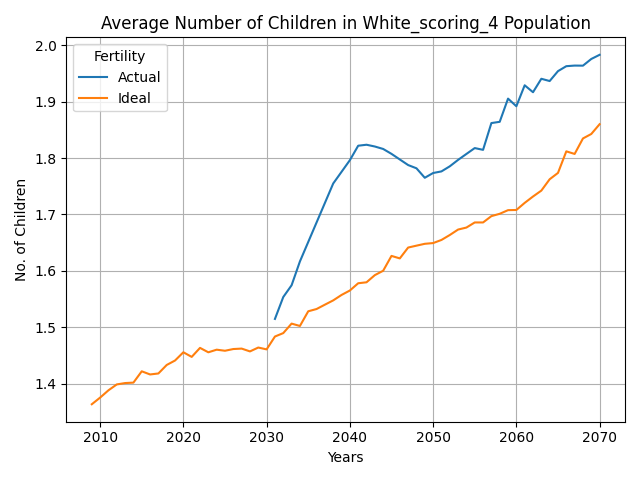 Average Number of Children in White_scoring_4 Population
Fertility
Actual
Ideal
No. of Children
2.0
1.9
1.8
1.7
1.6
1.5
1.4
2010 2020 2030 2040 2050 2060 2070
Years